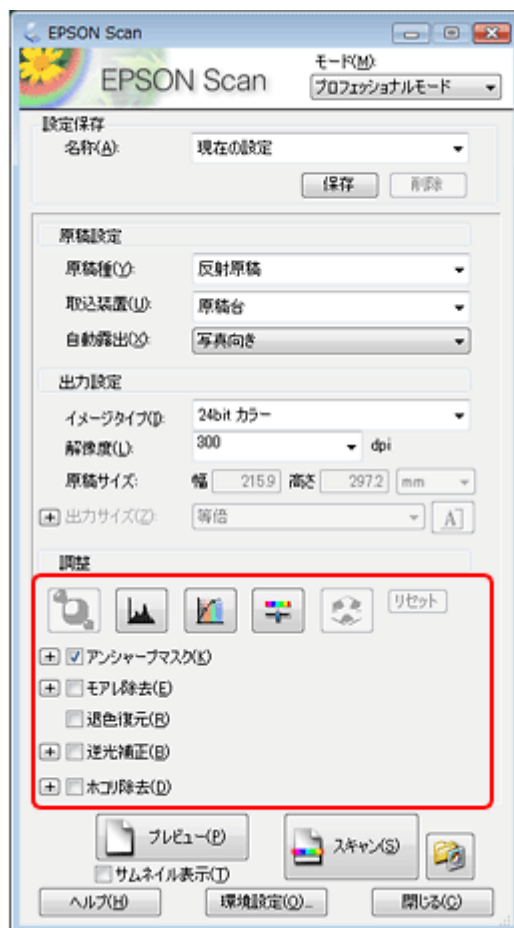 EPSON Scan
EPSON Scan
モード(M):
プロフェッショナルモード
設定保存
名称(A): 現在の設定
保存 削除
原稿設定
原稿種(Y): 反射原稿
取込装置(U): 原稿台
自動露出(X): 写真向き
出力設定
イメージタイプ(I): 24bit カラー
解像度(L): 300 dpi
原稿サイズ: 幅 215.9 高さ 297.2 mm
出力サイズ(Z): 等倍
調整
リセット
アンシャープマスク(K)
モアレ除去(E)
退色復元(R)
逆光補正(B)
ホコリ除去(D)
プレビュー(P) スキャン(S)
サムネイル表示(T)
ヘルプ(H) 環境設定(O)... 閉じる(C)